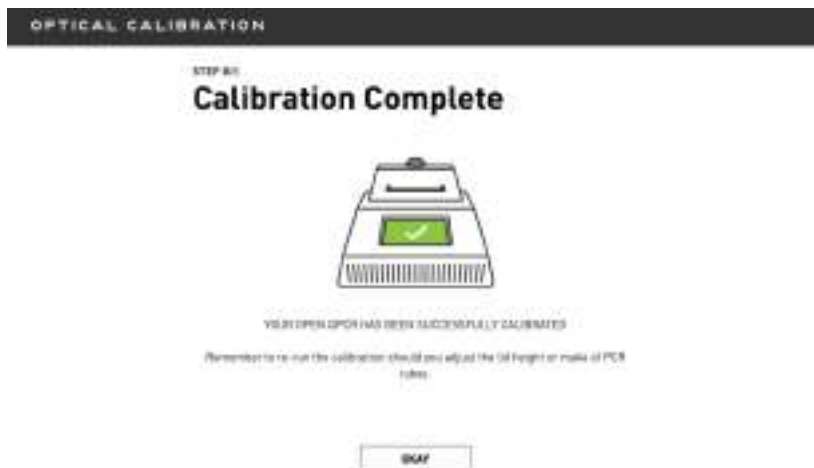 OPTICAL CALIBRATION
STEP
Calibration Complete
YOUR OPEN QPCR HAS BEEN SUCCESSFULLY CALIBRATED
Remember to re-run the calibration should you adjust the lid height or make of PCR
tubes.
OKAY